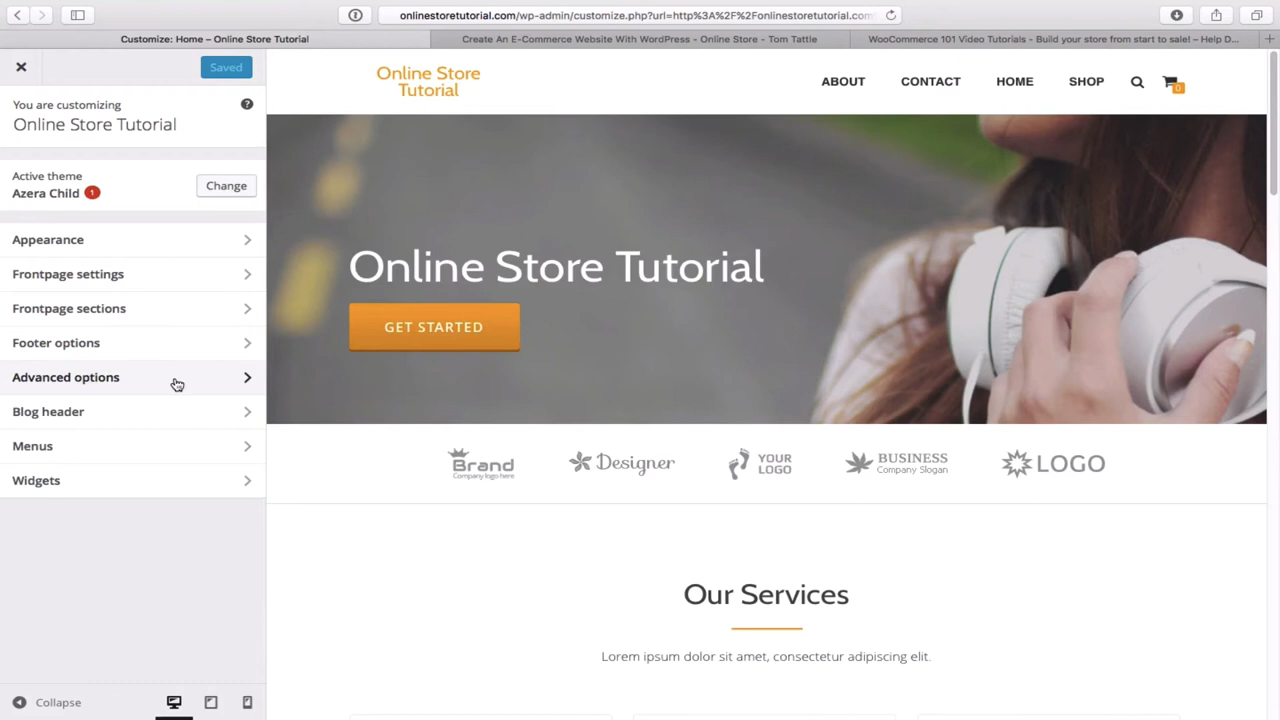 onlinestoretutorial.com/wp-admin/customize.php?url=http%3A%2F%2Fonlinestoretutorial.com
Customize: Home – Online Store Tutorial
Create An E-Commerce Website With WordPress - Online Store - Tom Tattle
WooCommerce 101 Video Tutorials - Build your store from start to sale! – Help D...
Saved
You are customizing
Online Store Tutorial
Active theme
Azera Child 1
Change
Appearance
Frontpage settings
Frontpage sections
Footer options
Advanced options
Blog header
Menus
Widgets
Collapse
Online Store
Tutorial
ABOUT CONTACT HOME SHOP 0
Online Store Tutorial
GET STARTED
Brand
Company logo here
Designer
YOUR
LOGO
BUSINESS
Company Slogan
LOGO
Our Services
Lorem ipsum dolor sit amet, consectetur adipiscing elit.